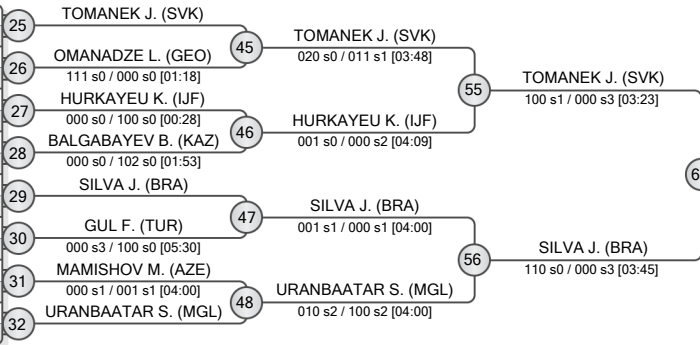 25
TOMANEK J. (SVK)
45
26
OMANADZE L. (GEO)
111 s0 / 000 s0 [01:18]
TOMANEK J. (SVK)
020 s0 / 011 s1 [03:48]
55
27
HURKAYEU K. (IJF)
000 s0 / 100 s0 [00:28]
46
28
BALGABAYEV B. (KAZ)
000 s0 / 102 s0 [01:53]
HURKAYEU K. (IJF)
001 s0 / 000 s2 [04:09]
TOMANEK J. (SVK)
100 s1 / 000 s3 [03:23]
6
29
SILVA J. (BRA)
47
30
GUL F. (TUR)
000 s3 / 100 s0 [05:30]
SILVA J. (BRA)
001 s1 / 000 s1 [04:00]
56
31
MAMISHOV M. (AZE)
000 s1 / 001 s1 [04:00]
48
32
URANBAATAR S. (MGL)
URANBAATAR S. (MGL)
010 s2 / 100 s2 [04:00]
SILVA J. (BRA)
110 s0 / 000 s3 [03:45]